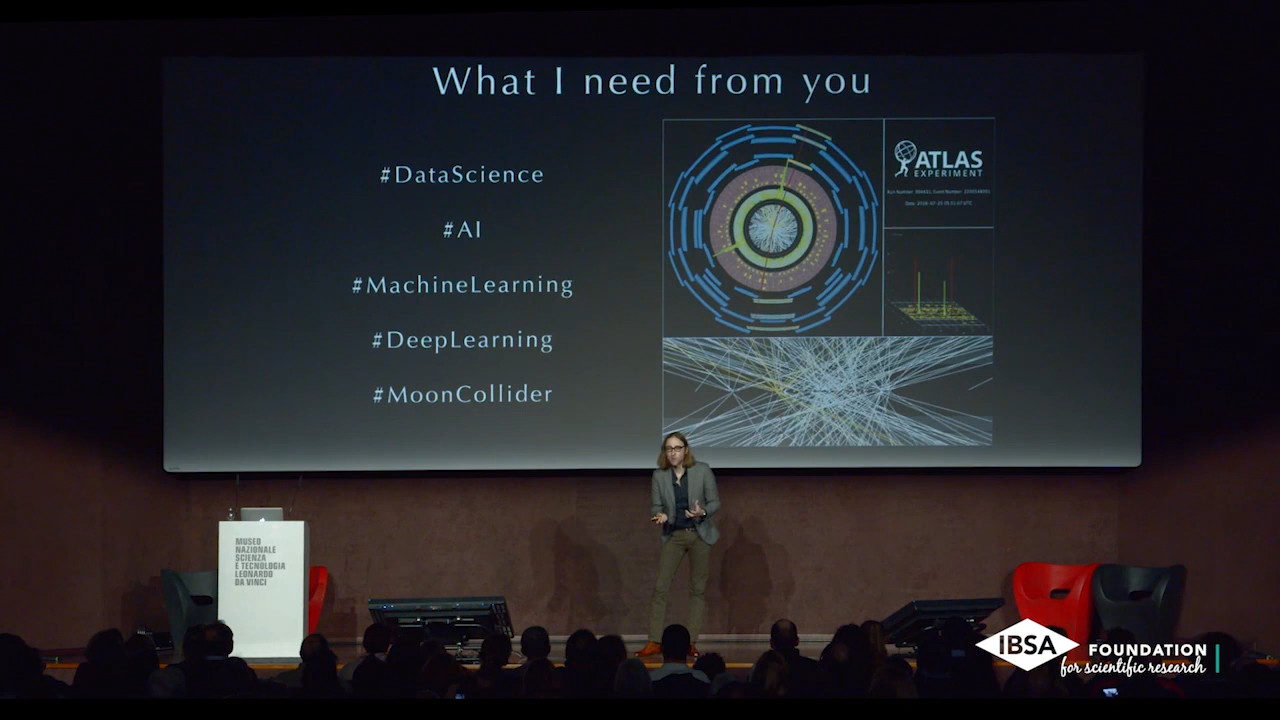 What I need from you
#DataScience
#AI
#MachineLearning
#DeepLearning
#MoonCollider
ATLAS
EXPERIMENT
MUSEO
NAZIONALE
SCIENZA
E TECNOLOGIA
LEONARDO
DA VINCI
IBSA
FOUNDATION
for scientific research